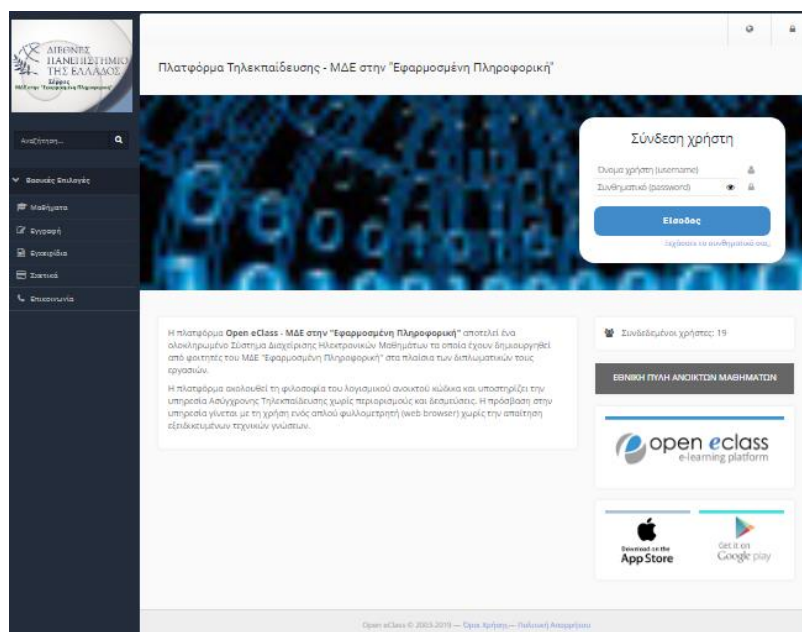 ΔΙΕΘΝΕΣ
ΠΑΝΕΠΙΣΤΗΜΙΟ
ΤΗΣ ΕΛΛΑΔΟΣ
Σέρρες
ΜΔΕ στην "Εφαρμοσμένη Πληροφορική"
Αναζήτηση...
Βασικές Επιλογές
Μαθήματα
Εγγραφή
Εγχειρίδια
Σχετικά
Επικοινωνία
Πλατφόρμα Τηλεκπαίδευσης - ΜΔΕ στην "Εφαρμοσμένη Πληροφορική"
Σύνδεση χρήστη
Όνομα χρήστη (username)
Συνθηματικό (password)
Είσοδος
Ξεχάσατε το συνθηματικό σας;
Η πλατφόρμα Open eClass - ΜΔΕ στην "Εφαρμοσμένη Πληροφορική" αποτελεί ένα
ολοκληρωμένο Σύστημα Διαχείρισης Ηλεκτρονικών Μαθημάτων τα οποία έχουν δημιουργηθεί
από φοιτητές του ΜΔΕ "Εφαρμοσμένη Πληροφορική" στα πλαίσια των διπλωματικών τους
εργασιών.
Η πλατφόρμα ακολουθεί τη φιλοσοφία του λογισμικού ανοικτού κώδικα και υποστηρίζει την
υπηρεσία Ασύγχρονης Τηλεκπαίδευσης χωρίς περιορισμούς και δεσμεύσεις. Η πρόσβαση στην
υπηρεσία γίνεται με τη χρήση ενός απλού φυλλομετρητή (web browser) χωρίς την απαίτηση
εξειδικευμένων τεχνικών γνώσεων.
Συνδεδεμένοι χρήστες: 19
ΕΘΝΙΚΗ ΠΥΛΗ ΑΝΟΙΚΤΩΝ ΜΑΘΗΜΑΤΩΝ
open eclass
e-learning platform
Download on the
App Store
Get it on
Google play
Open eClass © 2003-2019 — Όροι Χρήσης — Πολιτική Απορρήτου